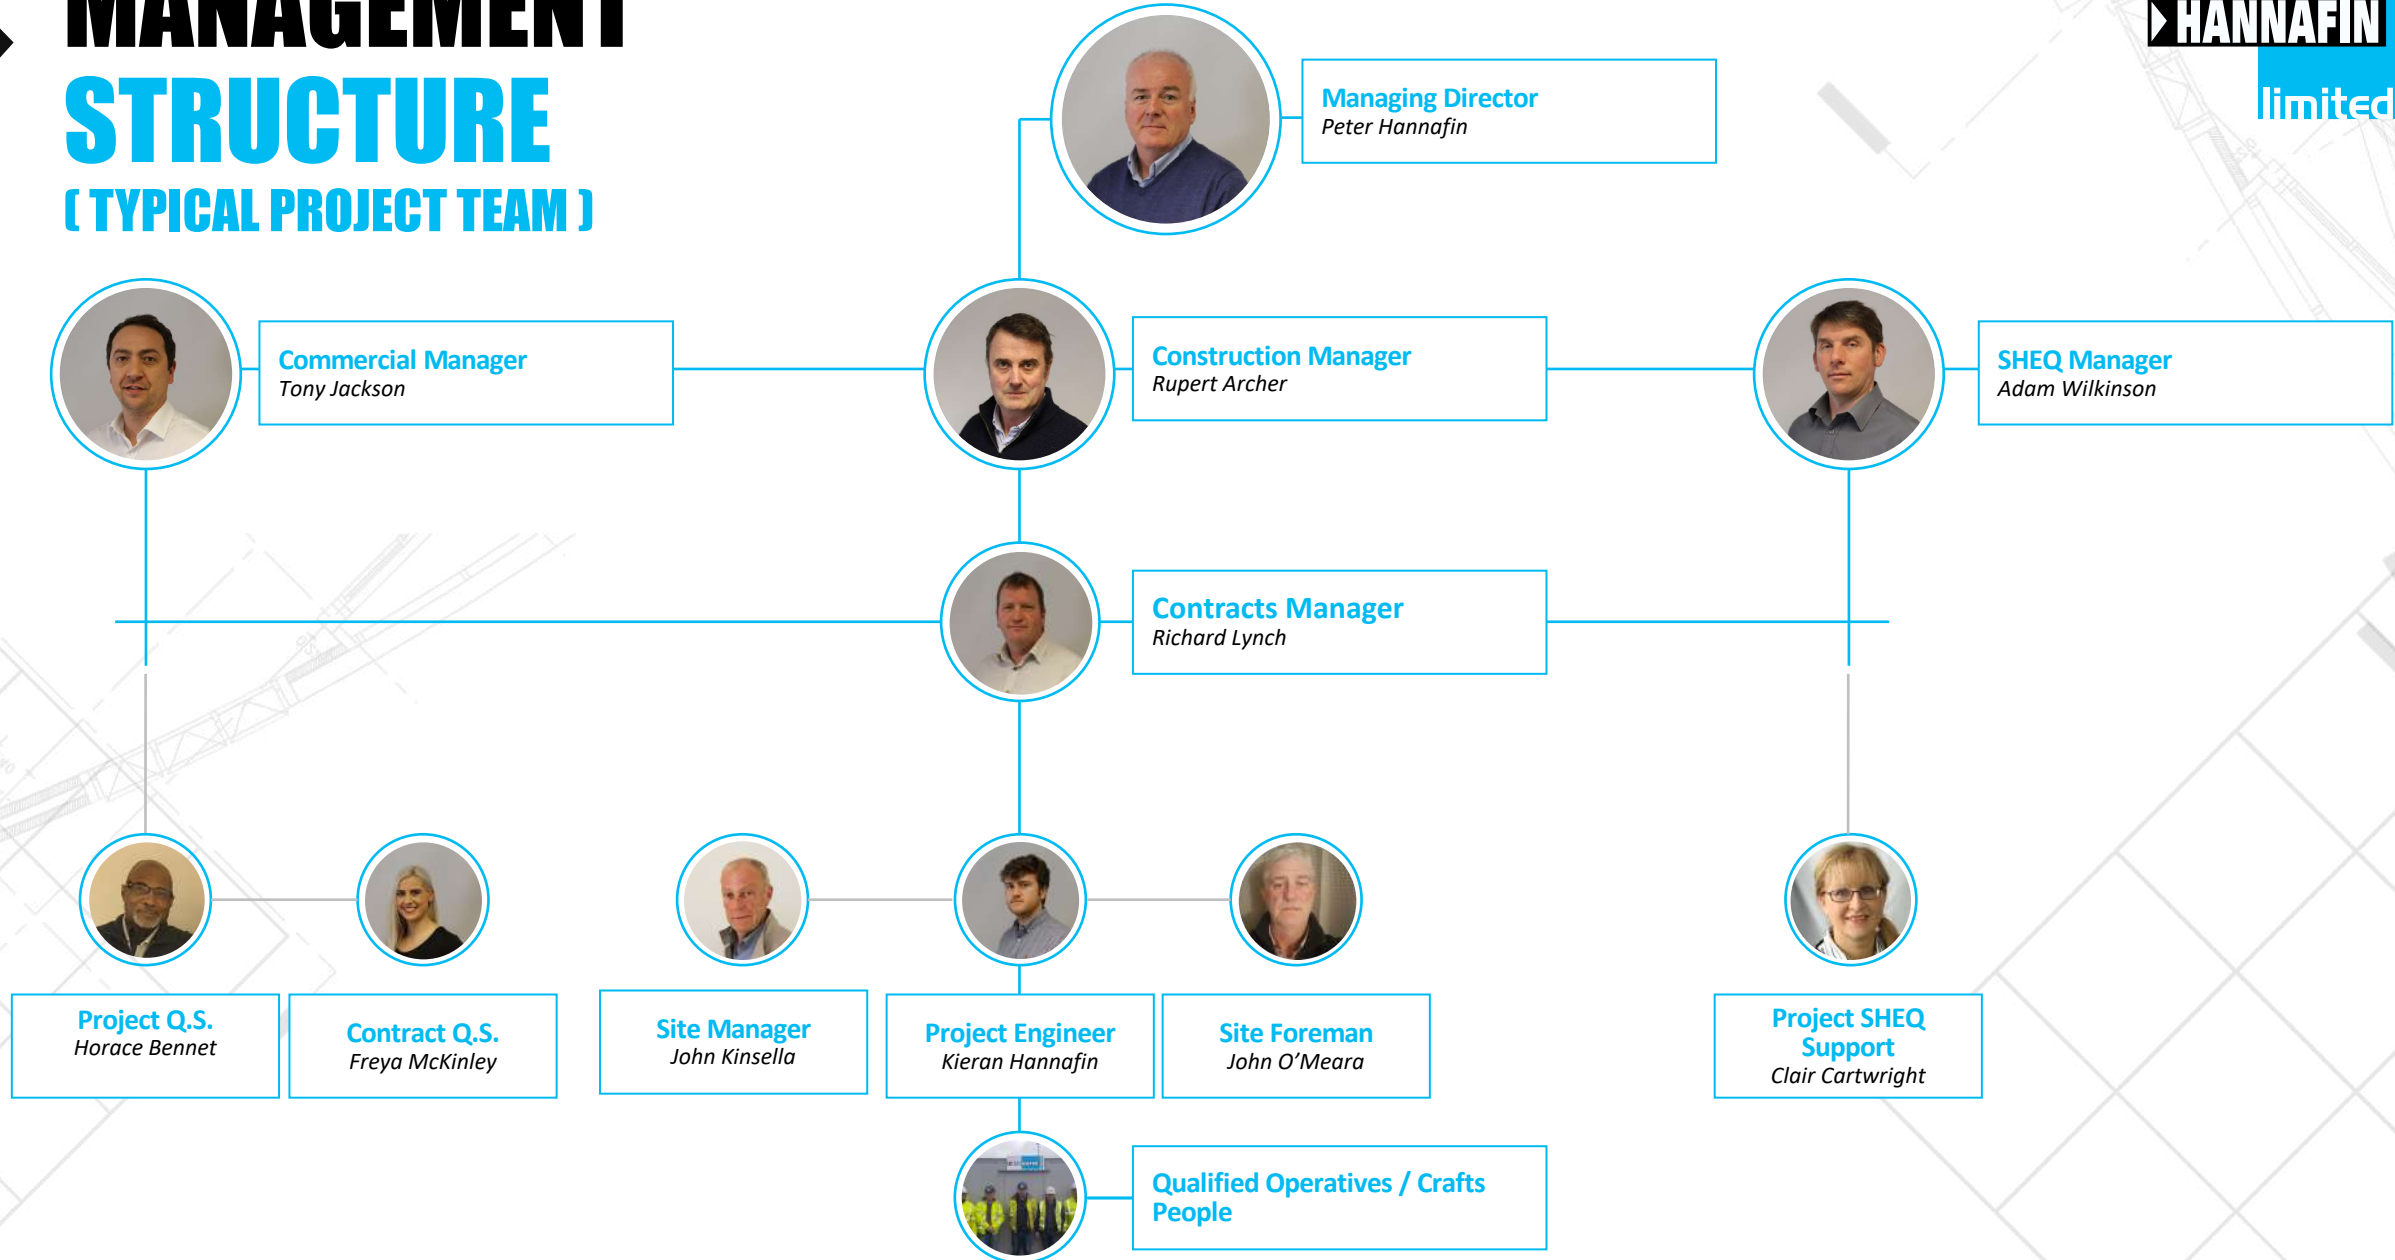 MANAGEMENT
STRUCTURE
( TYPICAL PROJECT TEAM )
HANNAFIN
limited
Managing Director
Peter Hannafin
Commercial Manager
Tony Jackson
Construction Manager
Rupert Archer
SHEQ Manager
Adam Wilkinson
Contracts Manager
Richard Lynch
Project Q.S.
Horace Bennet
Contract Q.S.
Freya McKinley
Site Manager
John Kinsella
Project Engineer
Kieran Hannafin
Site Foreman
John O’Meara
Project SHEQ
Support
Clair Cartwright
Qualified Operatives / Crafts
People